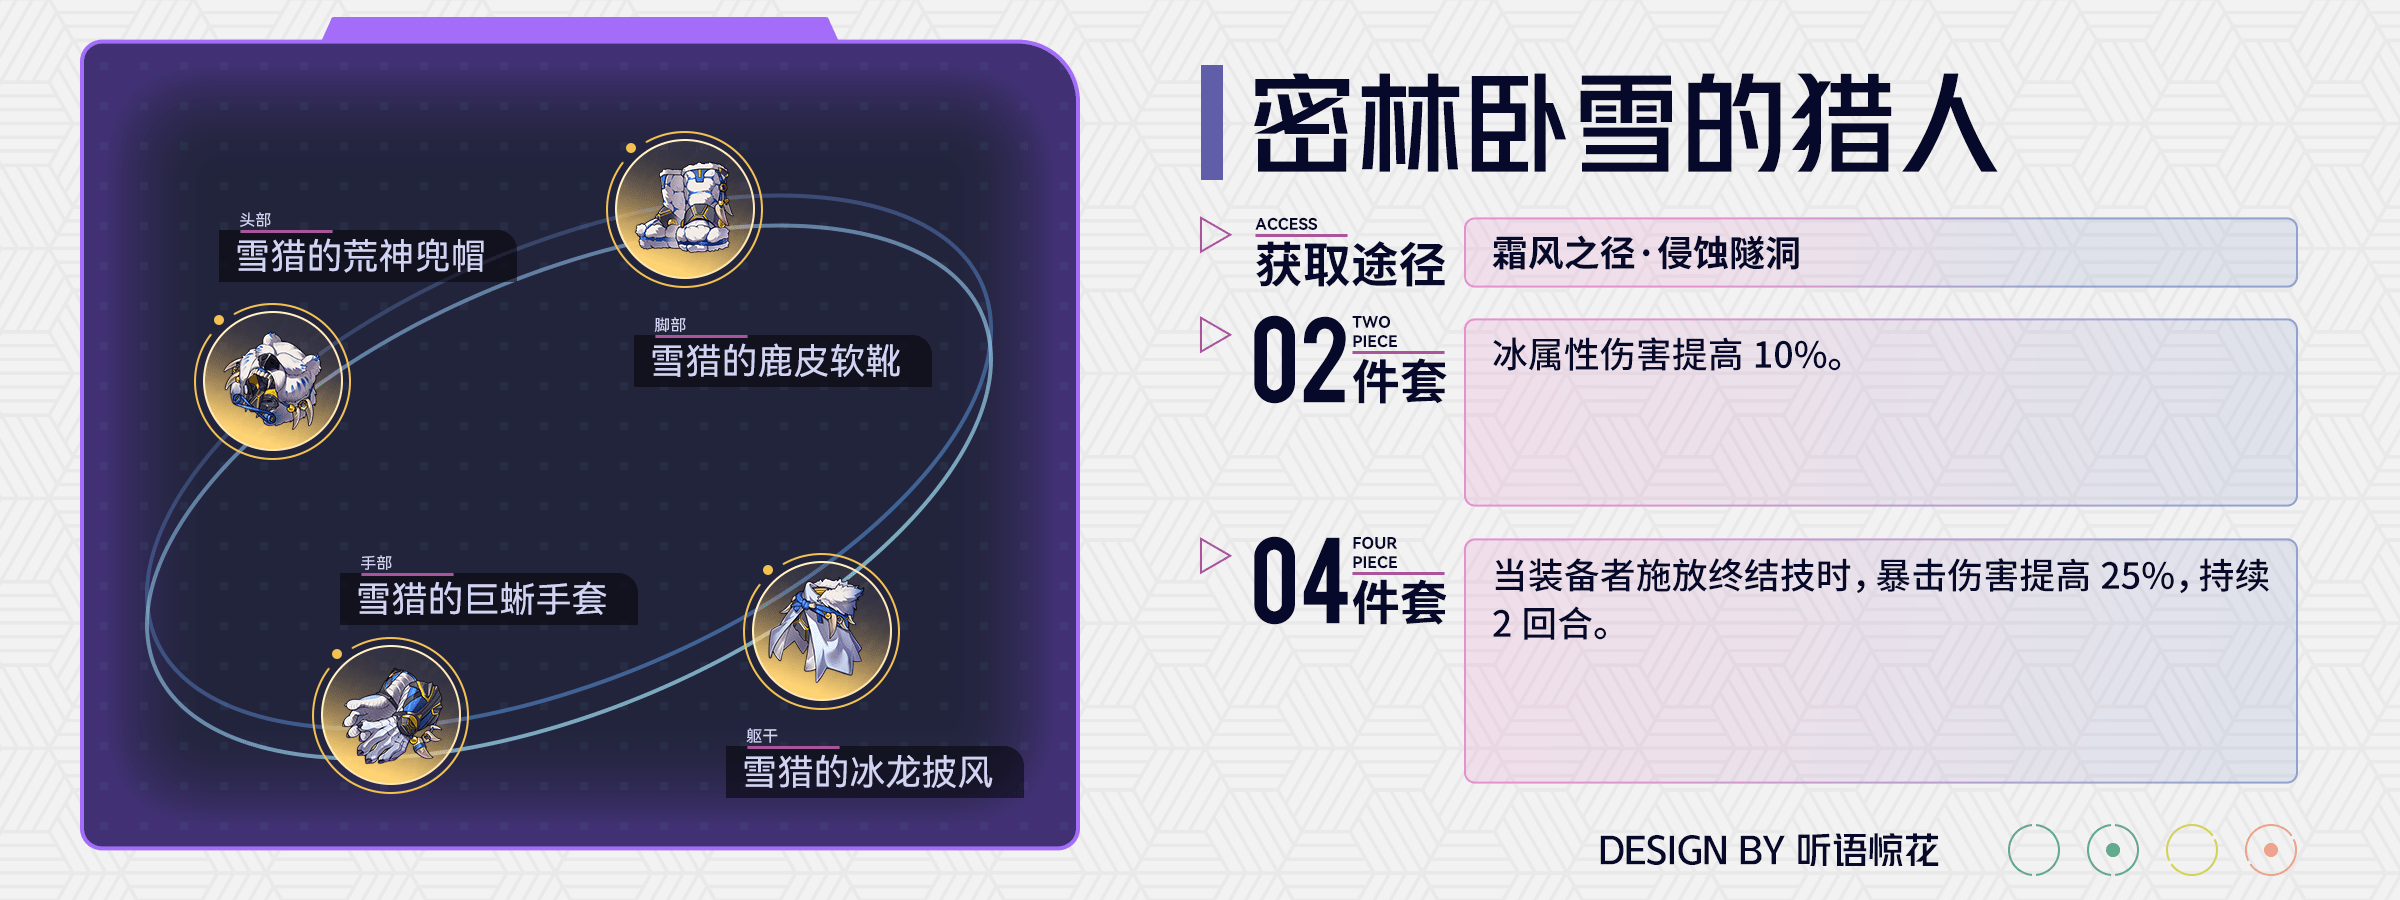 头部
雪猎的荒神兜帽
脚部
雪猎的鹿皮软靴
手部
雪猎的巨蜥手套
躯干
雪猎的冰龙披风
密林卧雪的猎人
ACCESS
获取途径
霜风之径·侵蚀隧洞
02
TWO
PIECE
件套
冰属性伤害提高 10%。
04
FOUR
PIECE
件套
当装备者施放终结技时，暴击伤害提高 25%，持续
2 回合。
DESIGN BY 听语惊花